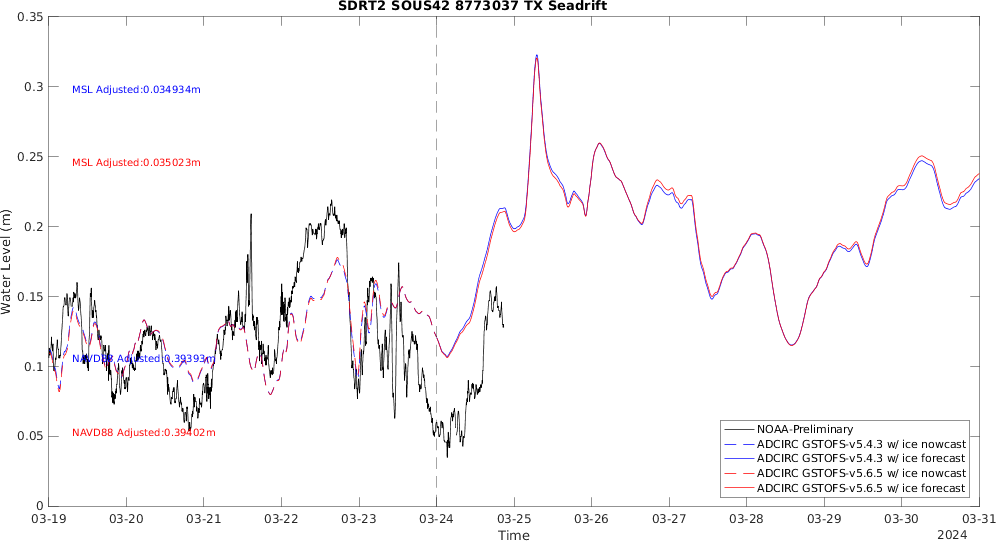 SDRT2 SOUS42 8773037 TX Seadrift
0.35
0.3
0.25
0.2
0.15
0.1
0.05
0
Water Level (m)
MSL Adjusted:0.034934m
MSL Adjusted:0.035023m
NAVD88 Adjusted:0.39393m
NAVD88 Adjusted:0.39402m
NOAA-Preliminary
ADCIRC GSTOFS-v5.4.3 w/ ice nowcast
ADCIRC GSTOFS-v5.4.3 w/ ice forecast
ADCIRC GSTOFS-v5.6.5 w/ ice nowcast
ADCIRC GSTOFS-v5.6.5 w/ ice forecast
03-19 03-20 03-21 03-22 03-23 03-24 03-25 03-26 03-27 03-28 03-29 03-30 03-31
Time
2024